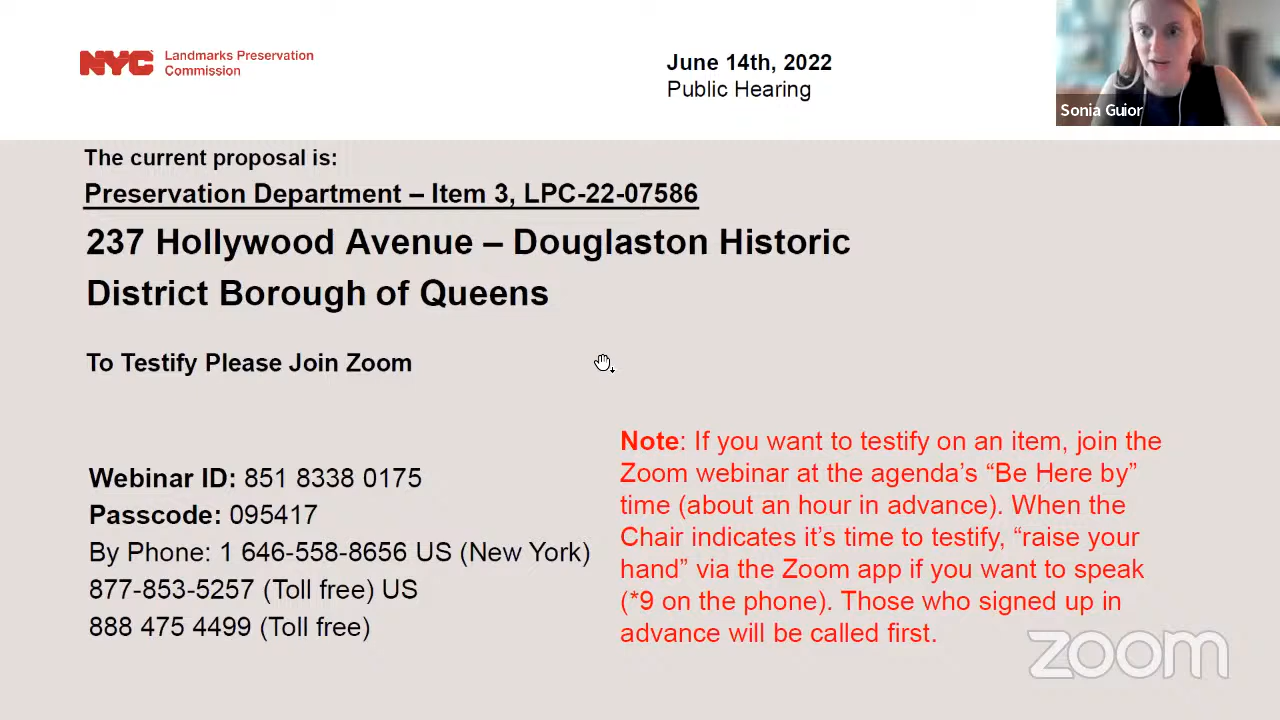 NYC Landmarks Preservation
Commission
June 14th, 2022
Public Hearing
Sonia Guior
The current proposal is:
Preservation Department – Item 3, LPC-22-07586
237 Hollywood Avenue – Douglaston Historic
District Borough of Queens
To Testify Please Join Zoom
Webinar ID: 851 8338 0175
Passcode: 095417
By Phone: 1 646-558-8656 US (New York)
877-853-5257 (Toll free) US
888 475 4499 (Toll free)
Note: If you want to testify on an item, join the
Zoom webinar at the agenda’s “Be Here by”
time (about an hour in advance). When the
Chair indicates it’s time to testify, “raise your
hand” via the Zoom app if you want to speak
(*9 on the phone). Those who signed up in
advance will be called first.
zoom